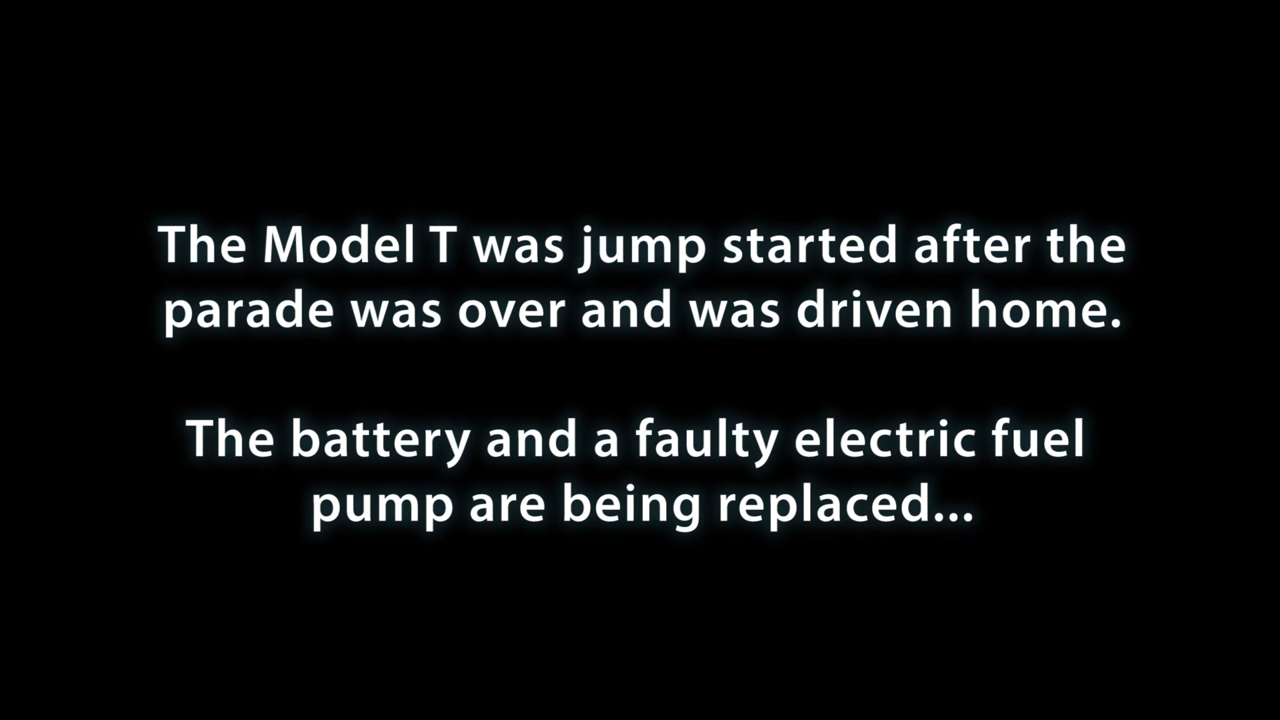 The Model T was jump started after the
parade was over and was driven home.
The battery and a faulty electric fuel
pump are being replaced...